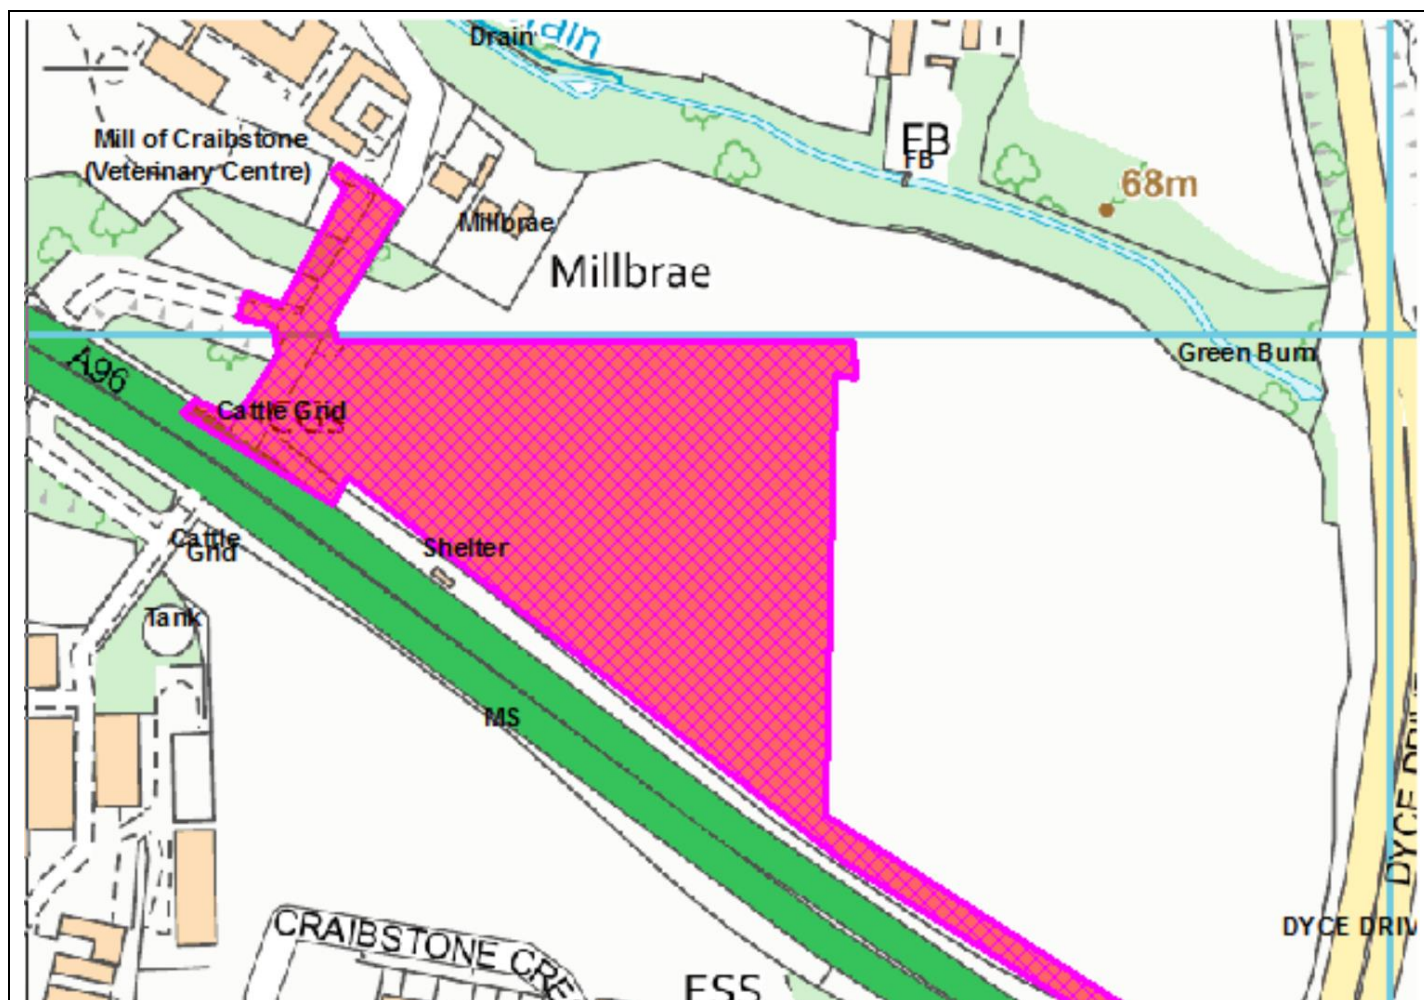 Drain
Mill of Craibstone
(Veterinary Centre)
FB
FB
68m
Millbrae
Millbrae
Green Burn
A96
Cattle Grid
Cattle
Grid
Shelter
Tank
MS
DYCE DRIV
CRAIBSTONE CRE
ESS